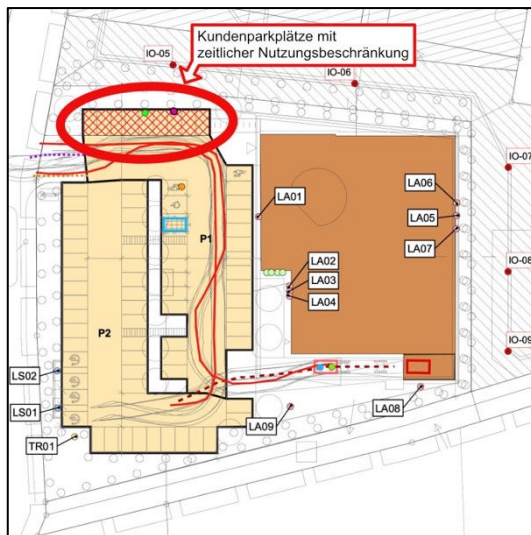 Kundenparkplätze mit
zeitlicher Nutzungsbeschränkung
IO-05
IO-06
IO-07
LA06
LA01
LA05
LA07
P1
LA02
IO-08
LA03
LA04
P2
IO-09
LS02
LA08
LS01
LA09
TR01